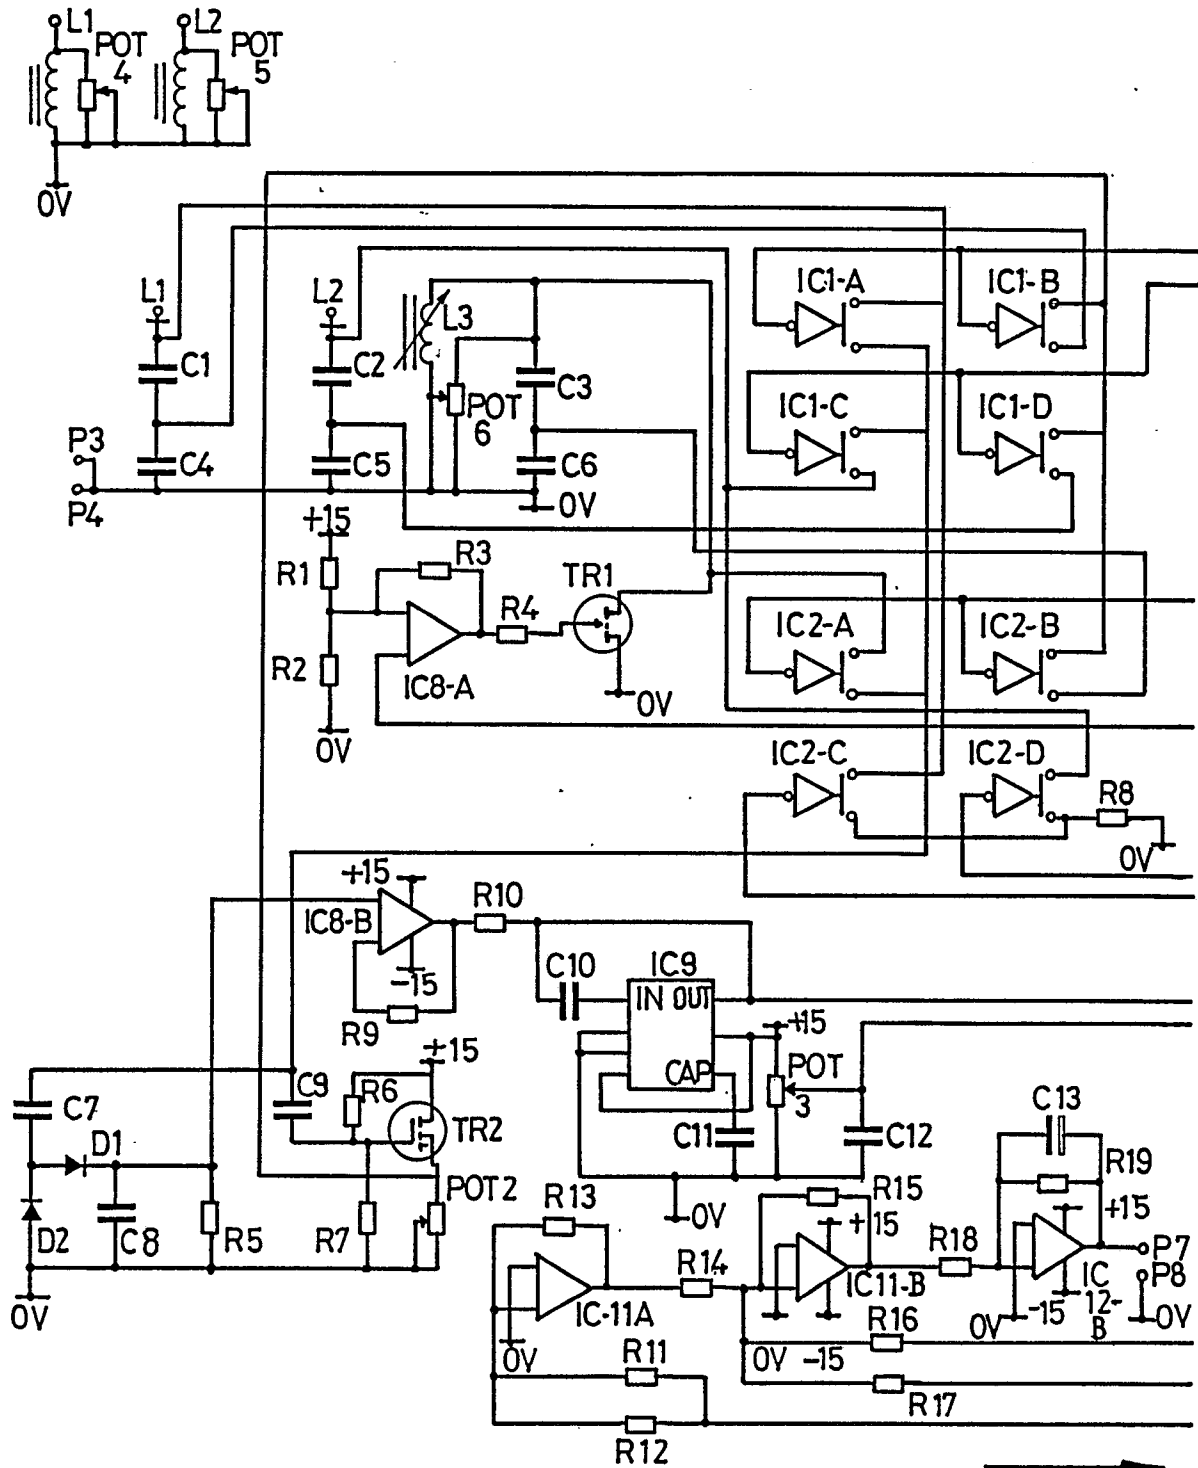 L1
L2
POT
4
POT
5
0V
L1
L2
L3
IC1-A
IC1-B
C1
C2
C3
POT
6
IC1-C
IC1-D
P3
P4
C4
C5
C6
0V
+15
R1
R3
R4
TR1
R2
IC8-A
0V
0V
IC2-A
IC2-B
IC2-C
IC2-D
R8
0V
+15
IC8-B
R10
-15
R9
C10
IC9
IN OUT
CAP
+15
POT
3
+15
C7
C9
R6
TR2
C11
C12
C13
D1
POT2
R13
R15
R19
D2
C8
R5
R7
0V
R14
+15
R18
+15
P7
P8
0V
IC-11A
IC11-B
IC
12-
B
0V
-15
0V
0V
-15
R16
R11
R17
R12